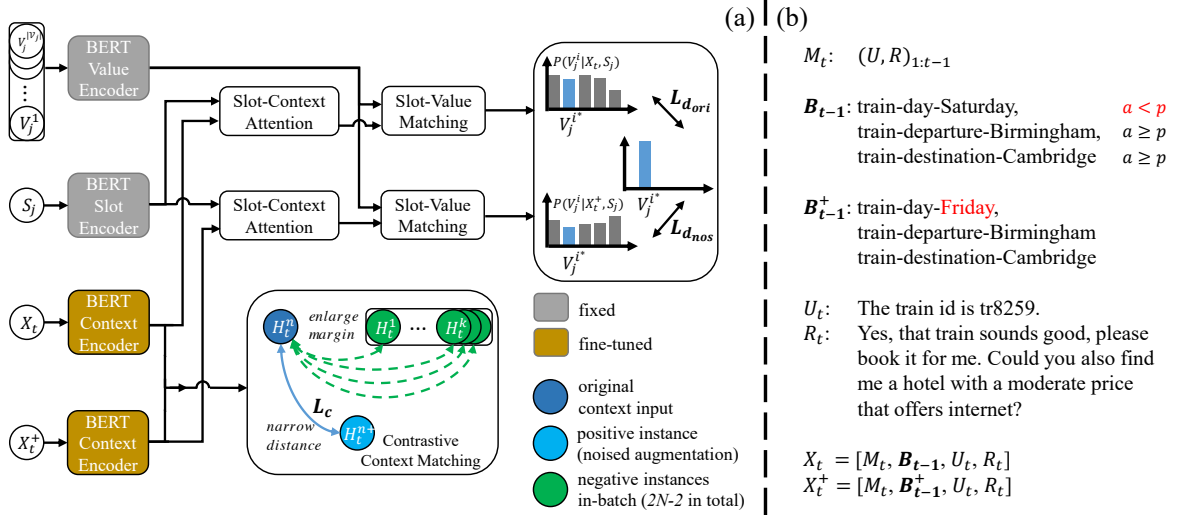 (a)
V_j^{|V_j|}
⋮
V_j^1
BERT
Value
Encoder
S_j
BERT
Slot
Encoder
X_t
BERT
Context
Encoder
X_t^+
BERT
Context
Encoder
Slot-Context
Attention
Slot-Value
Matching
Slot-Context
Attention
Slot-Value
Matching
P(V_j^i|X_t, S_j)
V_j^{i*}
L_{d_{ori}}
V_j^{i*}
P(V_j^i|X_t^+, S_j)
V_j^{i*}
L_{d_{nos}}
H_t^n
enlarge
margin
H_t^1
...
H_t^k
L_c
narrow
distance
H_t^{n+}
Contrastive
Context Matching
fixed
fine-tuned
original
context input
positive instance
(noised augmentation)
negative instances
in-batch (2N-2 in total)
(b)
M_t: (U, R)_{1:t−1}
B_{t−1}: train-day-Saturday, a < p
train-departure-Birmingham, a ≥ p
train-destination-Cambridge a ≥ p
B_{t−1}^+: train-day-Friday,
train-departure-Birmingham
train-destination-Cambridge
U_t: The train id is tr8259.
R_t: Yes, that train sounds good, please
book it for me. Could you also find
me a hotel with a moderate price
that offers internet?
X_t = [M_t, B_{t−1}, U_t, R_t]
X_t^+ = [M_t, B_{t−1}^+, U_t, R_t]